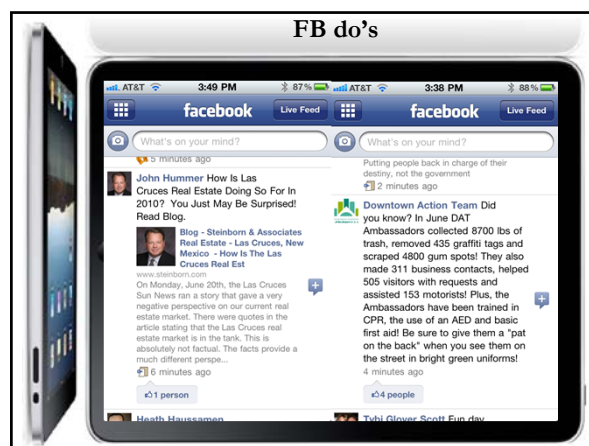 FB do's
AT&T 3:49 PM 87%
facebook Live Feed
What's on your mind?
5 minutes ago
John Hummer How Is Las
Cruces Real Estate Doing So For In
2010? You Just May Be Surprised!
Read Blog.
Blog - Steinborn & Associates
Real Estate - Las Cruces, New
Mexico - How Is The Las
Cruces Real Est
www.steinborn.com
On Monday, June 20th, the Las Cruces
Sun News ran a story that gave a very
negative perspective on our current real
estate market. There were quotes in the
article stating that the Las Cruces real
estate market is in the tank. This is
absolutely not factual. The facts provide a
much different perspe...
6 minutes ago
1 person
Heath Haussamen
AT&T 3:38 PM 88%
facebook Live Feed
What's on your mind?
Putting people back in charge of their
destiny, not the government
2 minutes ago
Downtown Action Team Did
you know? In June DAT
Ambassadors collected 8700 lbs of
trash, removed 435 graffiti tags and
scraped 4800 gum spots! They also
made 311 business contacts, helped
505 visitors with requests and
assisted 153 motorists! Plus, the
Ambassadors have been trained in
CPR, the use of an AED and basic
first aid! Be sure to give them a "pat
on the back" when you see them on
the street in bright green uniforms!
4 minutes ago
4 people
Tybi Glover Scott Fun day